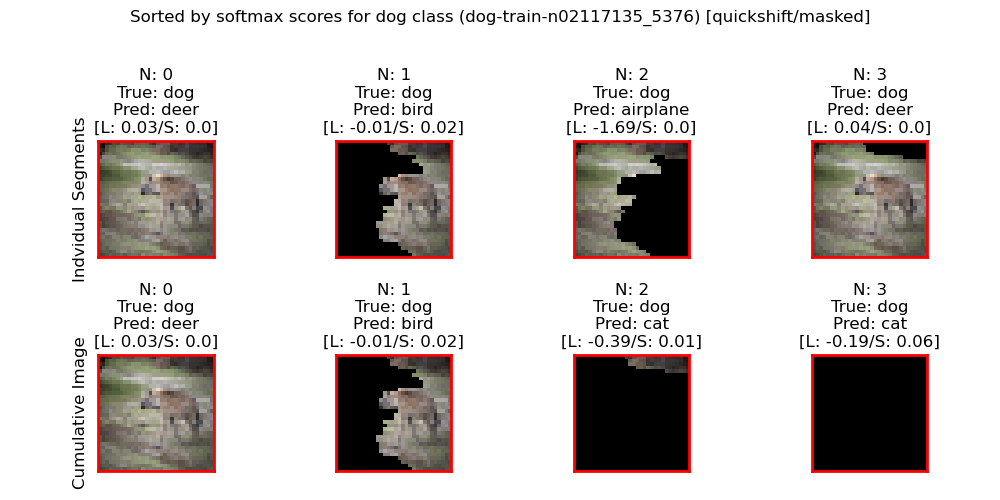 Sorted by softmax scores for dog class (dog-train-n02117135_5376) [quickshift/masked]
Indvidual Segments
N: 0
True: dog
Pred: deer
[L: 0.03/S: 0.0]
N: 1
True: dog
Pred: bird
[L: -0.01/S: 0.02]
N: 2
True: dog
Pred: airplane
[L: -1.69/S: 0.0]
N: 3
True: dog
Pred: deer
[L: 0.04/S: 0.0]
Cumulative Image
N: 0
True: dog
Pred: deer
[L: 0.03/S: 0.0]
N: 1
True: dog
Pred: bird
[L: -0.01/S: 0.02]
N: 2
True: dog
Pred: cat
[L: -0.39/S: 0.01]
N: 3
True: dog
Pred: cat
[L: -0.19/S: 0.06]